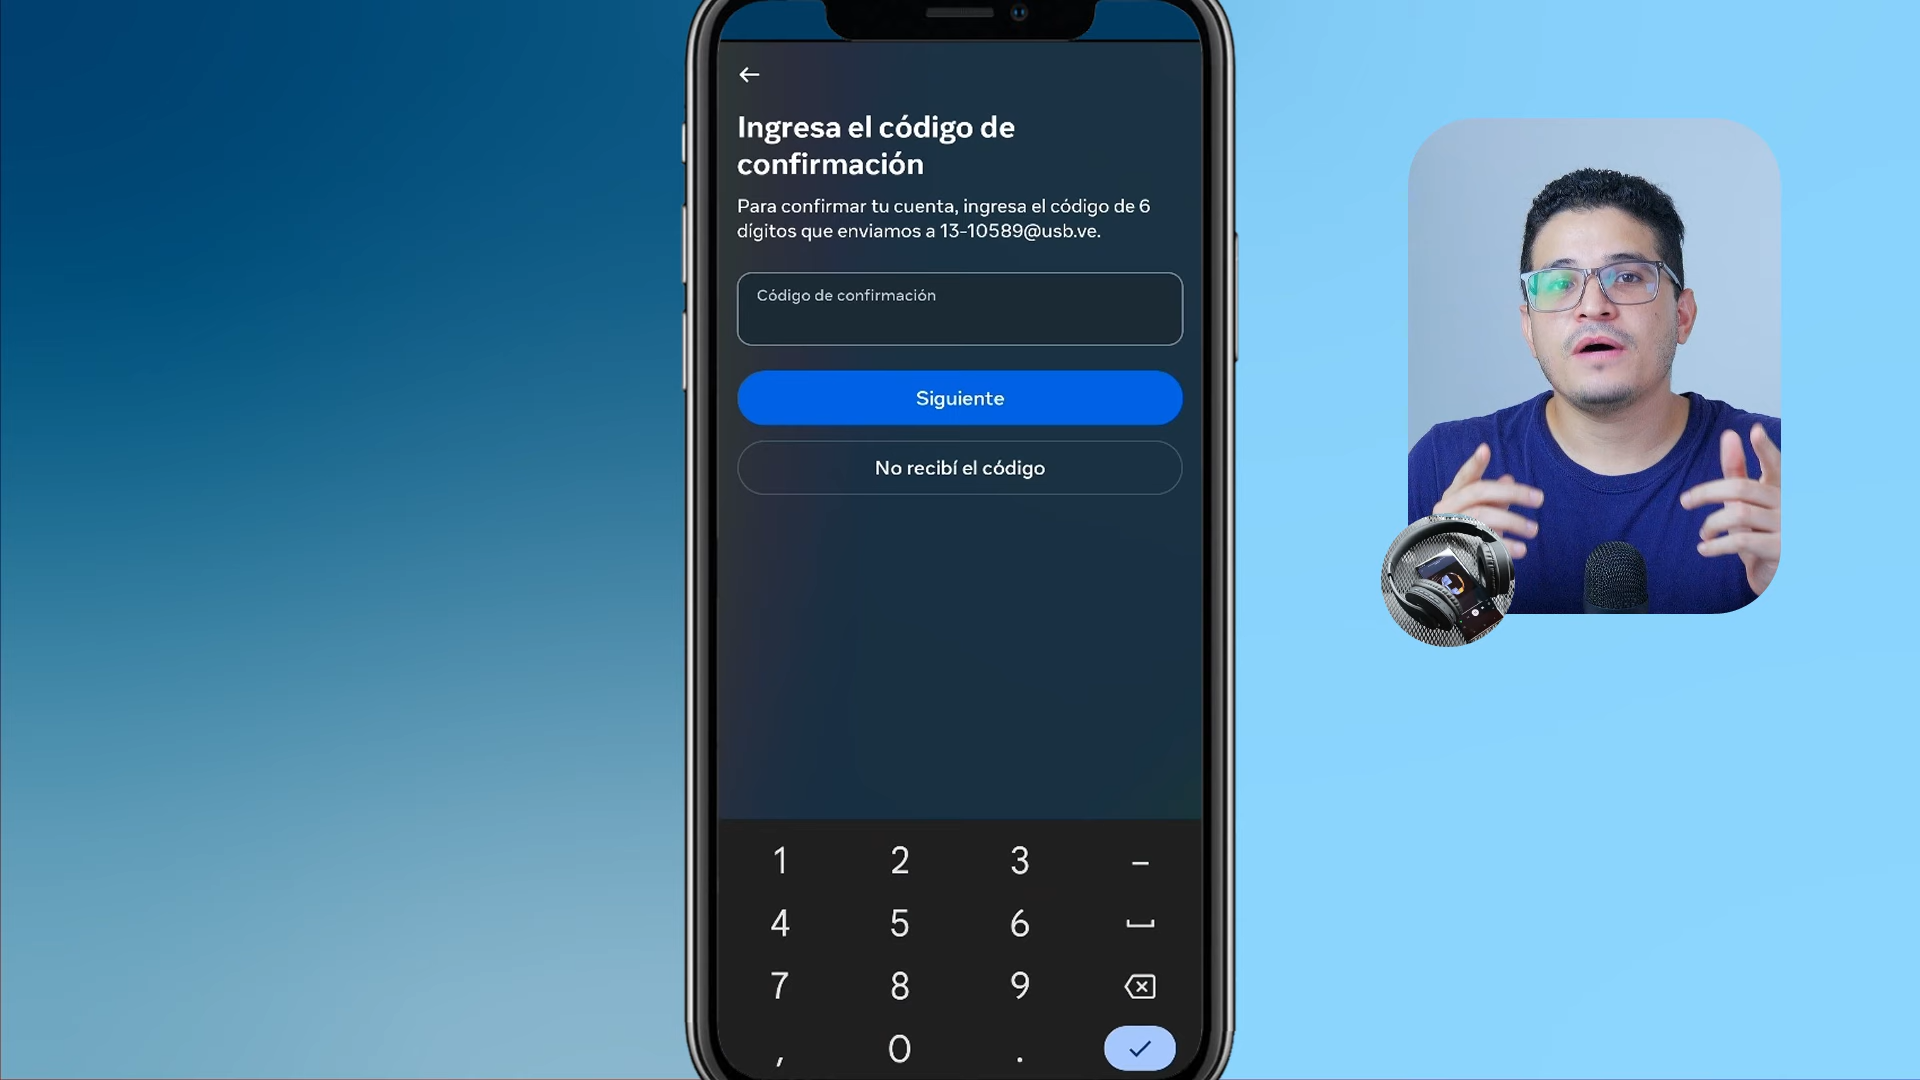 Ingresa el código de
confirmación
Para confirmar tu cuenta, ingresa el código de 6
dígitos que enviamos a 13-10589@usb.ve.
Código de confirmación
Siguiente
No recibí el código
1 2 3 –
4 5 6
7 8 9
, 0 .